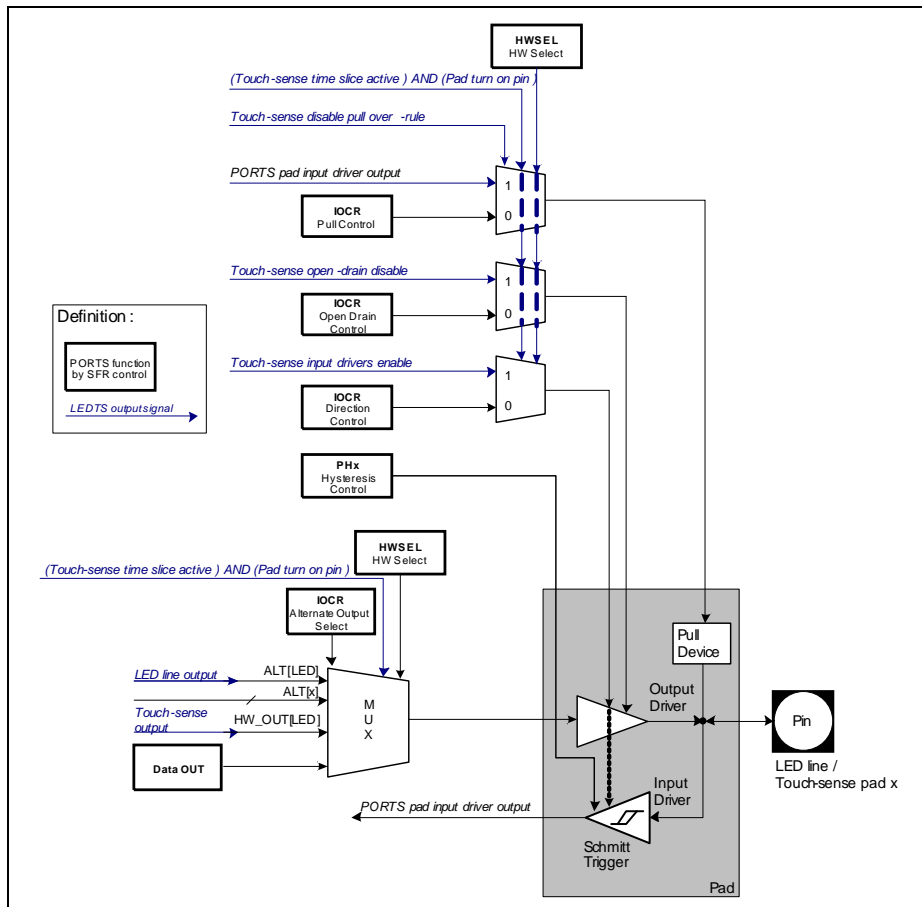 HWSEL
HW Select
(Touch-sense time slice active ) AND (Pad turn on pin )
Touch-sense disable pull over -rule
PORTS pad input driver output
1
0
IOCR
Pull Control
Touch-sense open -drain disable
1
0
IOCR
Open Drain
Control
Touch-sense input drivers enable
1
0
IOCR
Direction
Control
Definition :
PORTS function
by SFR control
LEDTS output signal
PHx
Hysteresis
Control
HWSEL
HW Select
(Touch-sense time slice active ) AND (Pad turn on pin )
IOCR
Alternate Output
Select
LED line output
ALT[LED]
ALT[x]
Touch-sense
output
HW_OUT[LED]
Data OUT
M
U
X
Pull
Device
Output
Driver
Pin
LED line /
Touch-sense pad x
Input
Driver
PORTS pad input driver output
Schmitt
Trigger
Pad